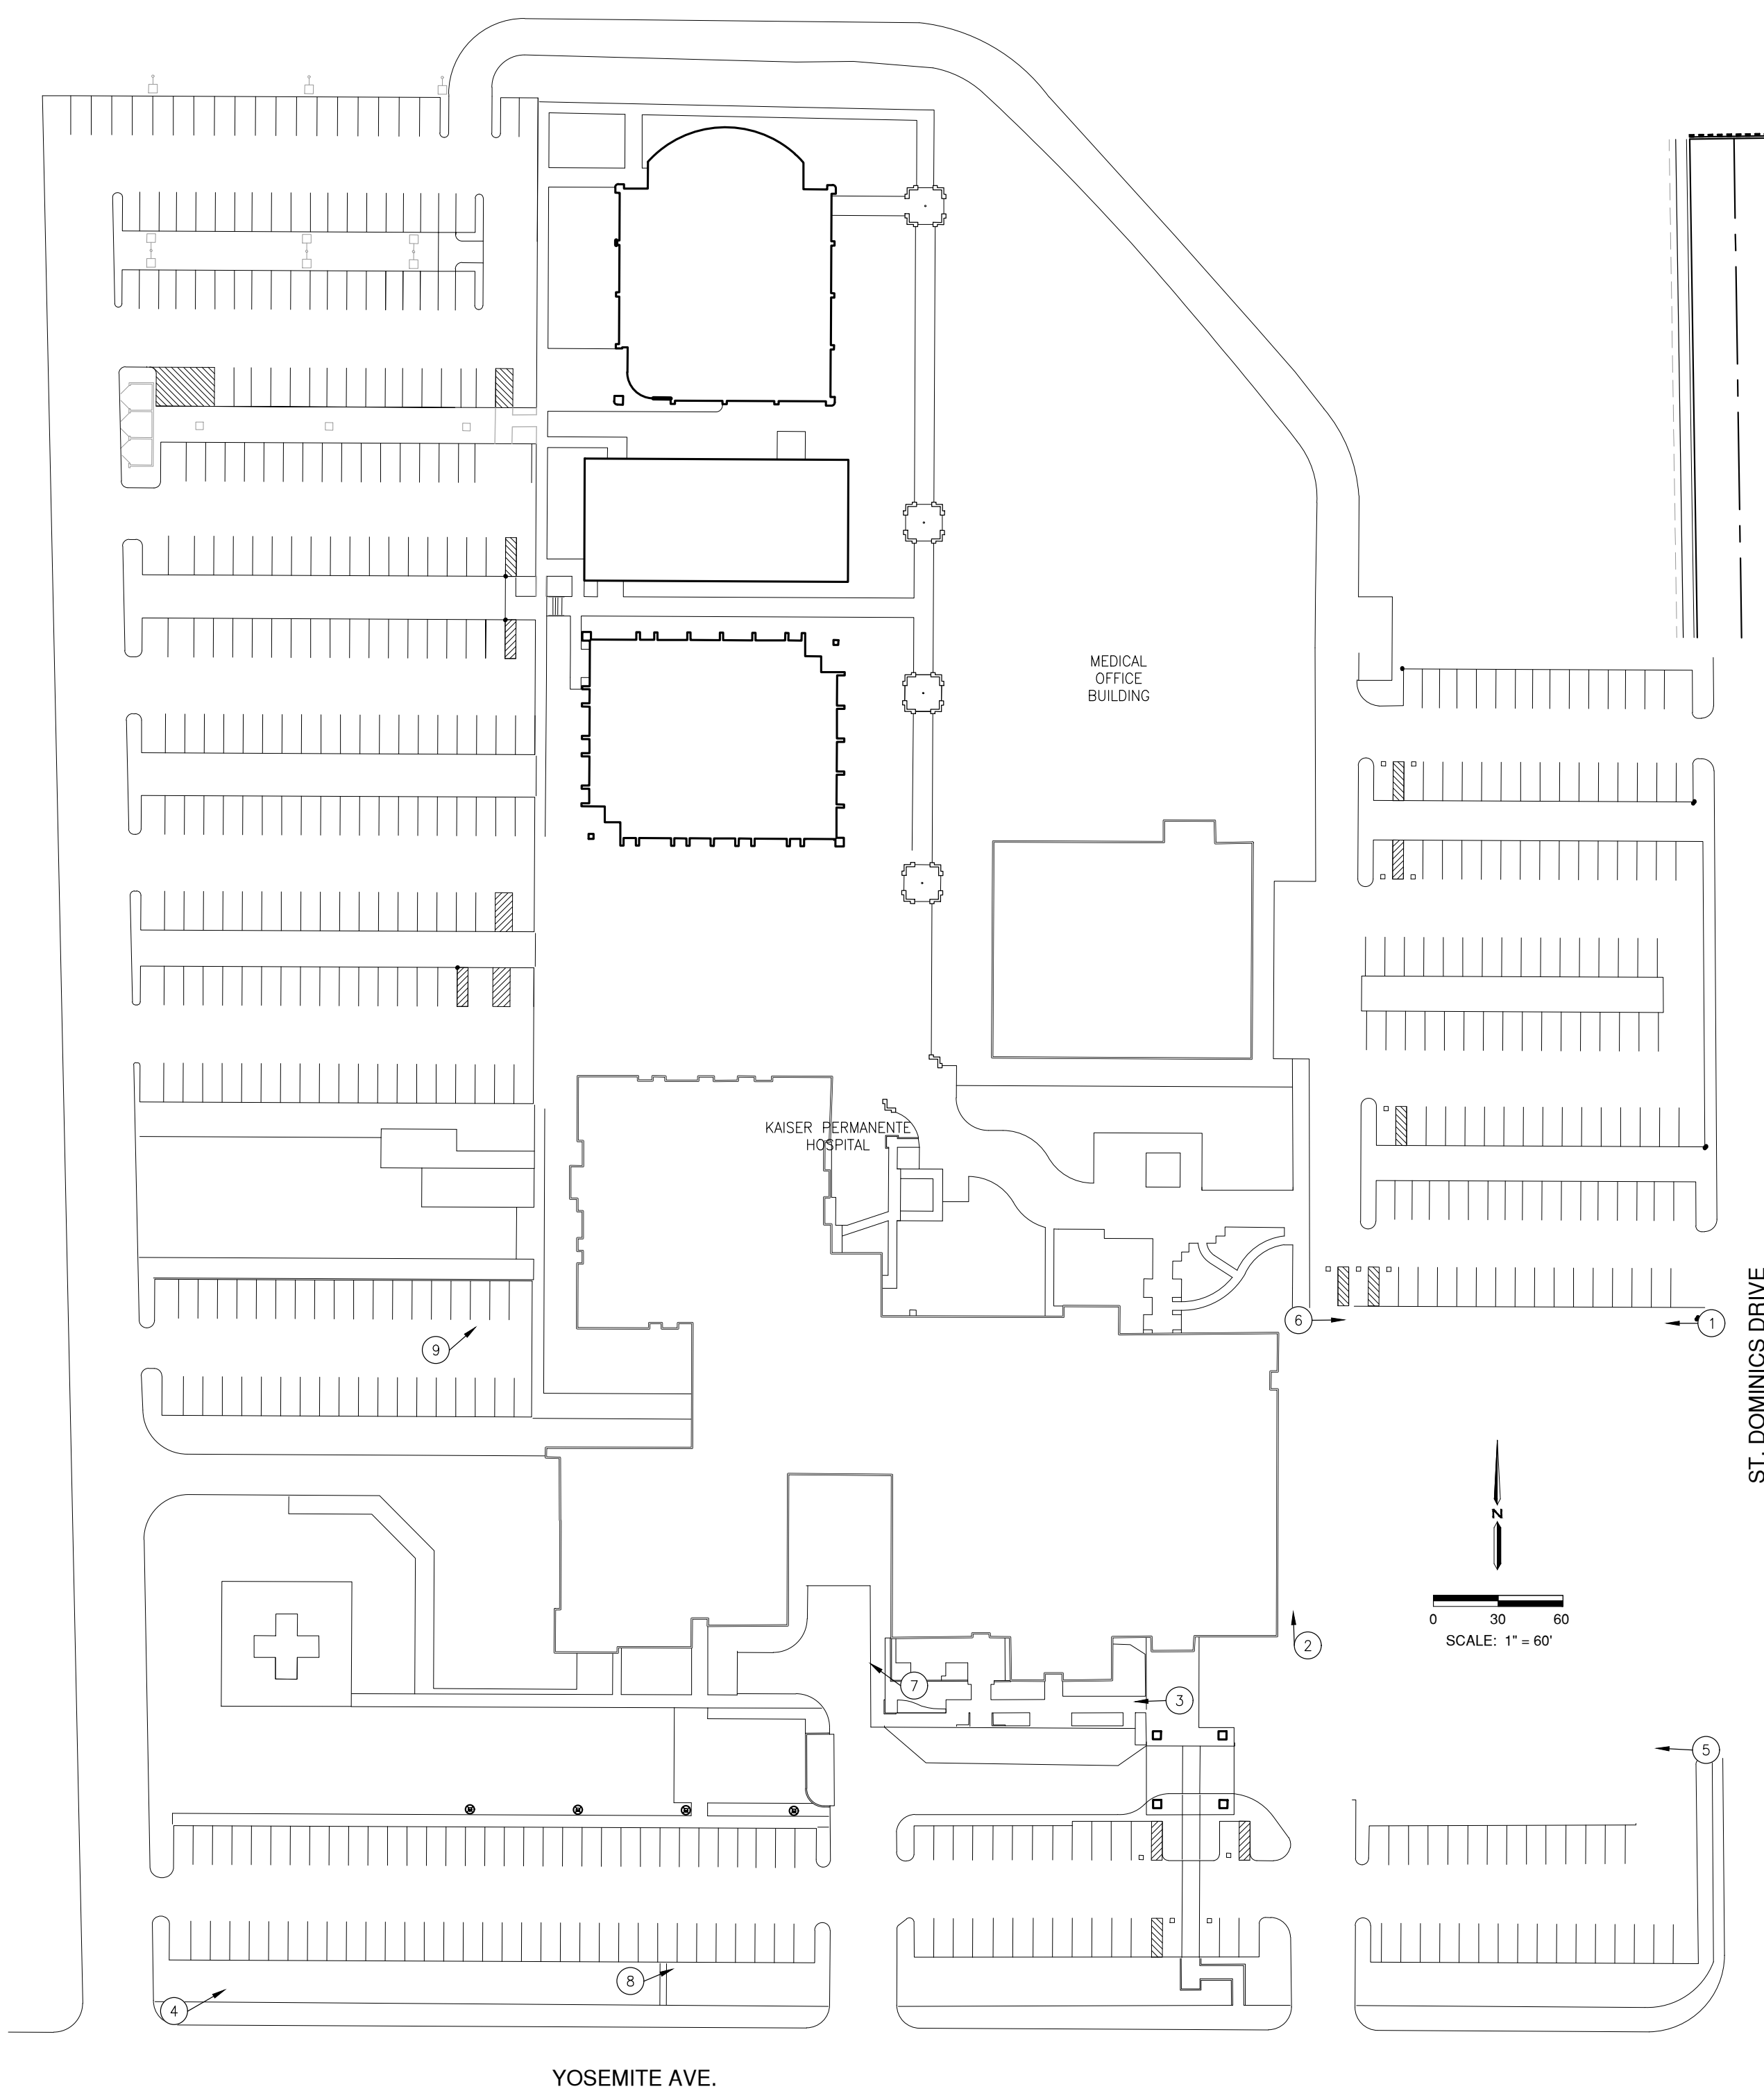 MEDICAL
OFFICE
BUILDING
KAISER PERMANENTE
HOSPITAL
ST. DOMINICS DRIVE
6
1
9
N
0 30 60
SCALE: 1" = 60'
2
7
3
5
8
4
YOSEMITE AVE.